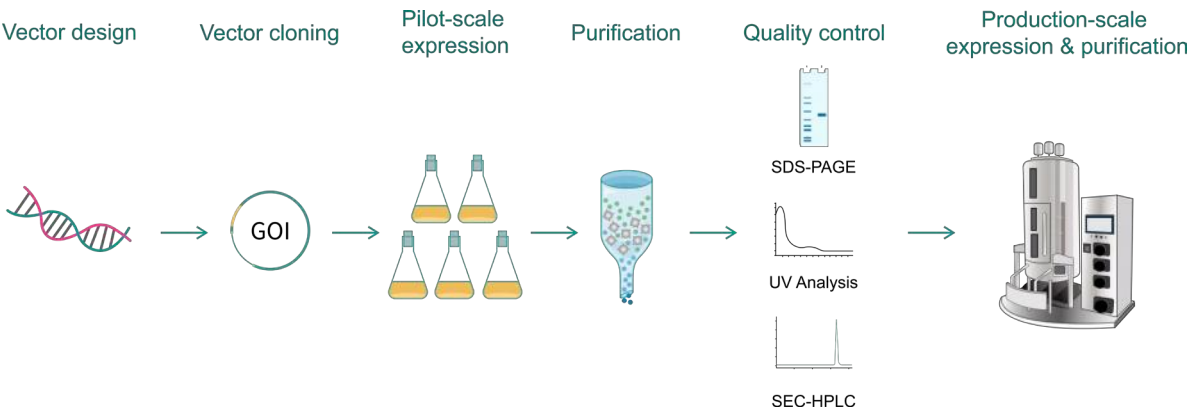 Vector design
Vector cloning
Pilot-scale
expression
Purification
Quality control
Production-scale
expression & purification
GOI
SDS-PAGE
UV Analysis
SEC-HPLC